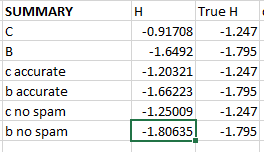 SUMMARY H True H
C -0.91708 -1.247
B -1.6492 -1.795
c accurate -1.20321 -1.247
b accurate -1.66223 -1.795
c no spam -1.25009 -1.247
b no spam -1.80635 -1.795